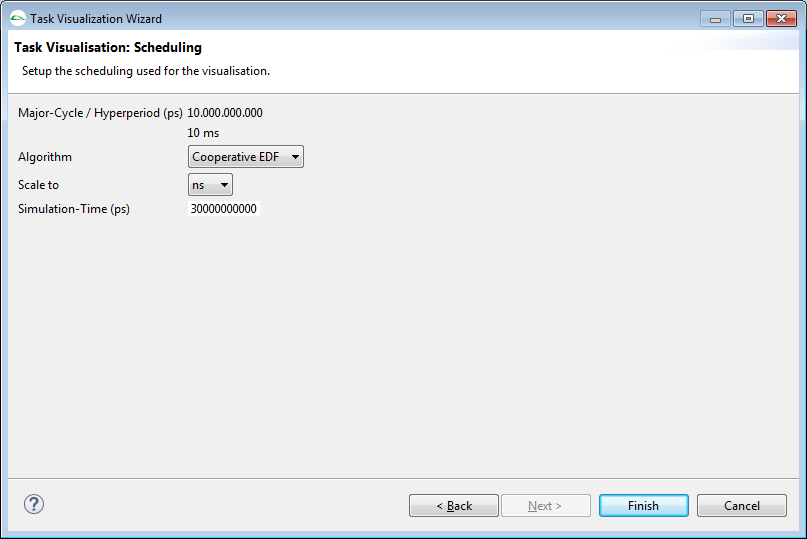 Task Visualization Wizard
Task Visualisation: Scheduling
Setup the scheduling used for the visualisation.
Major-Cycle / Hyperperiod (ps) 10.000.000.000
10 ms
Algorithm Cooperative EDF
Scale to ns
Simulation-Time (ps) 30000000000
? < Back Next > Finish Cancel